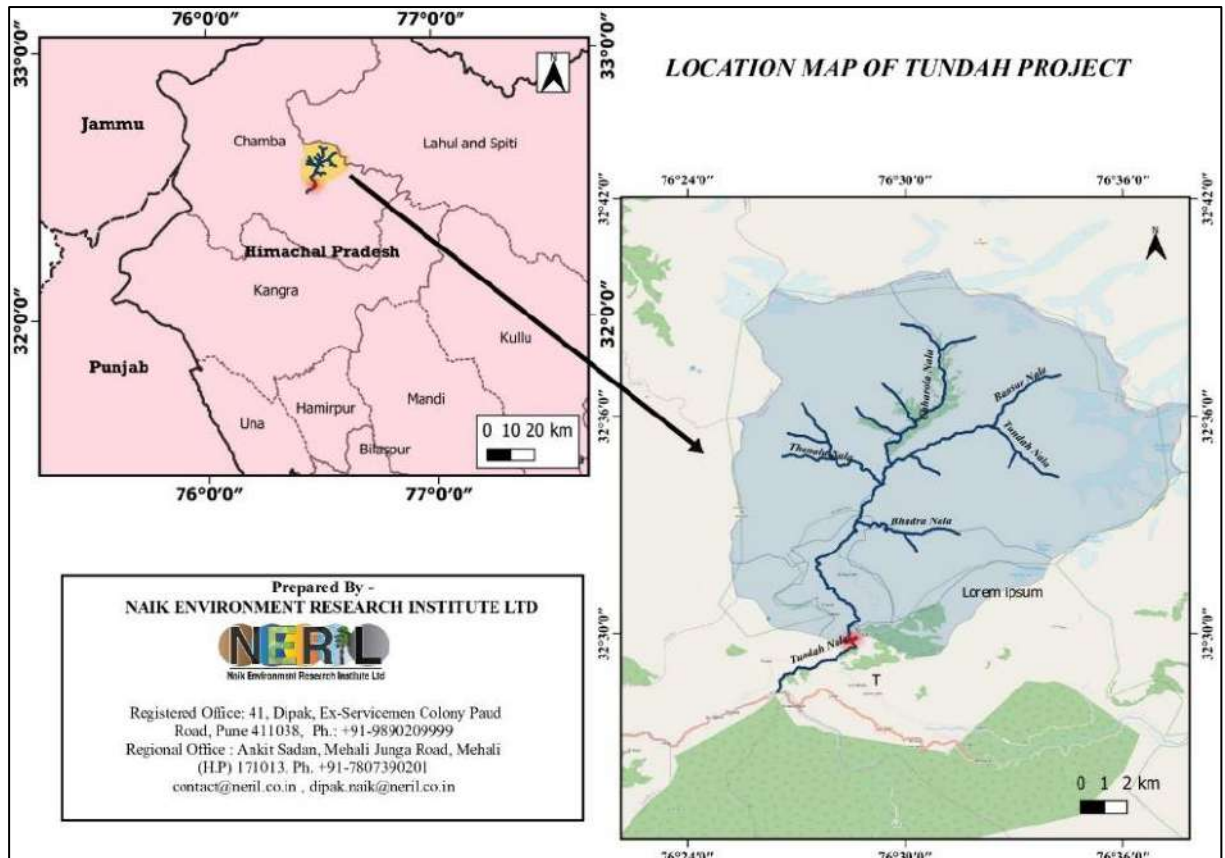 LOCATION MAP OF TUNDAH PROJECT
76°0'0"
77°0'0"
33°0'0"
33°0'0"
N
Jammu
Chamba
Lahul and Spiti
Himachal Pradesh
Kangra
Kullu
32°0'0"
32°0'0"
Punjab
Mandi
Hamirpur
Una
Bilaspur
0 10 20 km
76°0'0"
77°0'0"
76°24'0"
76°30'0"
76°36'0"
32°42'0"
32°42'0"
N
Bansur Nala
32°36'0"
32°36'0"
Tundah Nala
Thanala Nala
Bhadra Nala
Lorem Ipsum
32°30'0"
32°30'0"
Tundah Nala
T
0 1 2 km
76°24'0"
76°30'0"
76°36'0"
Prepared By -
NAIK ENVIRONMENT RESEARCH INSTITUTE LTD
NERIL
Naik Environment Research Institute Ltd
Registered Office: 41, Dipak, Ex-Servicemen Colony Paud
Road, Pune 411038, Ph.: +91-9890209999
Regional Office : Ankit Sadan, Mehali Junga Road, Mehali
(H.P) 171013. Ph. +91-7807390201
contact@neril.co.in , dipak.naik@neril.co.in